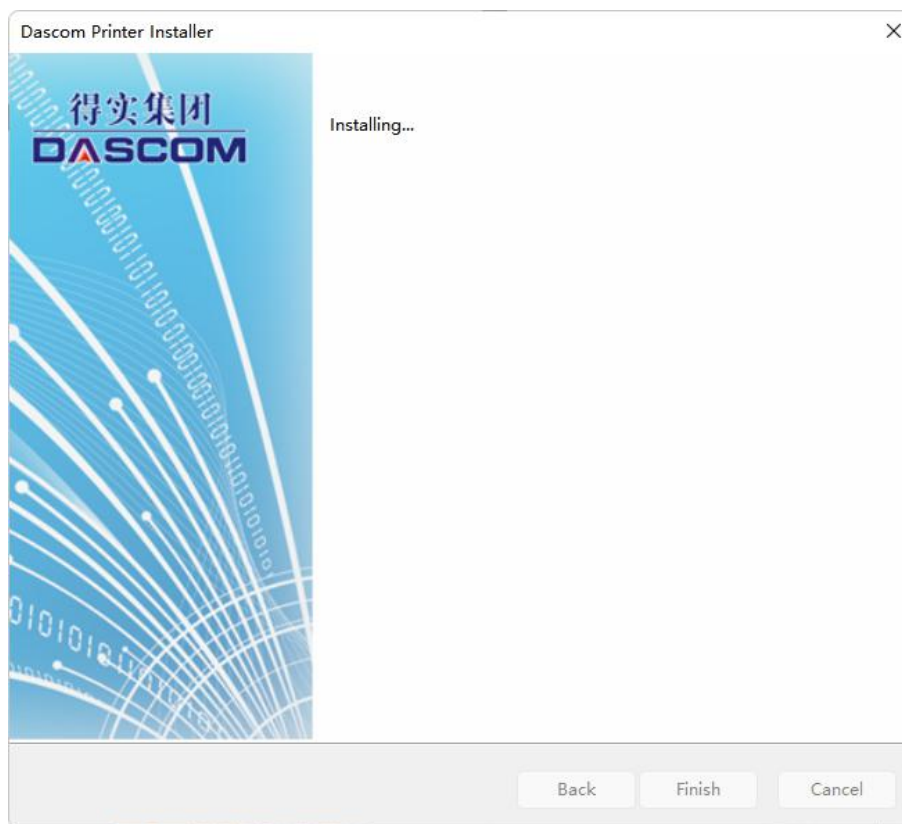 Dascom Printer Installer
得实集团
DASCOM
Installing...
Back
Finish
Cancel